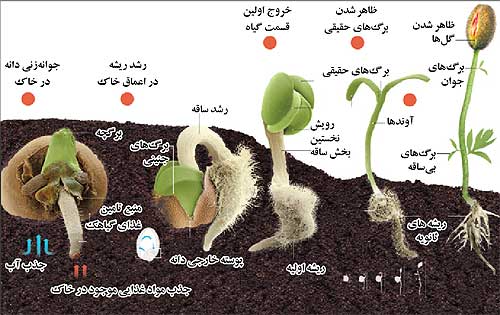 جوانه‌زنی دانه
در خاک
رشد ریشه
در اعماق خاک
خروج اولین
قسمت گیاه
ظاهر شدن
برگ‌های حقیقی
ظاهر شدن
گل‌ها
برگچه
رشد ساقه
برگ‌های
جنینی
رویش
نخستین
بخش ساقه
برگ‌های حقیقی
آوندها
برگ‌های
جوان
برگ‌های
بی‌ساقه
منبع تامین
غذای گیاهک
جذب آب
جذب مواد غذایی موجود در خاک
پوسته خارجی دانه
ریشه اولیه
ریشه های
ثانویه